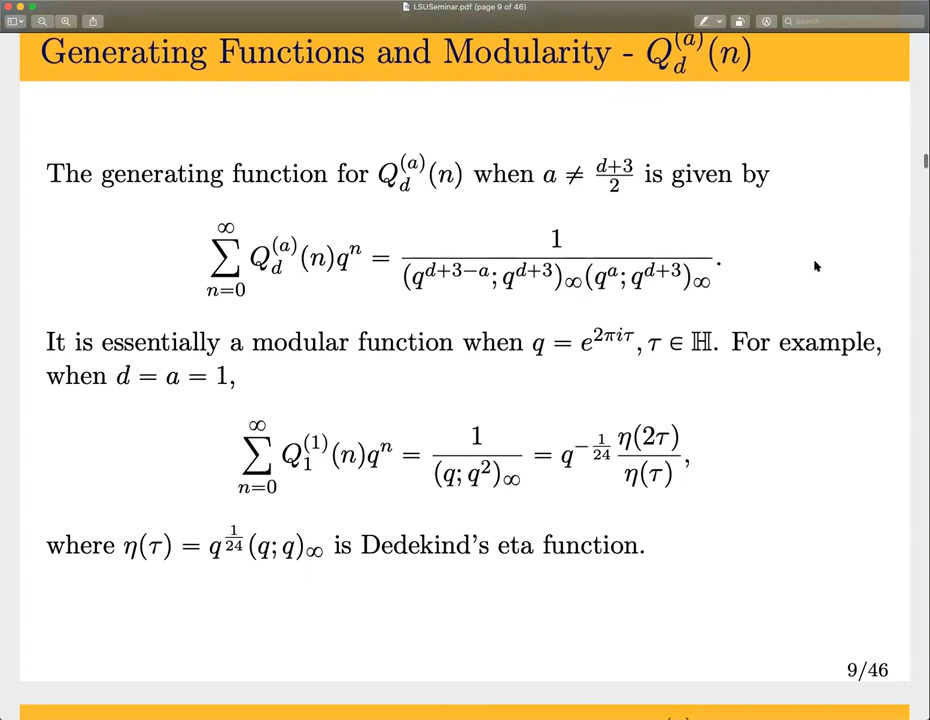 LSUSeminar.pdf (page 9 of 46)
Search
Generating Functions and Modularity - $Q_d^{(a)}(n)$
The generating function for $Q_d^{(a)}(n)$ when $a \neq \frac{d+3}{2}$ is given by
$\sum_{n=0}^{\infty} Q_d^{(a)}(n)q^n = \frac{1}{(q^{d+3-a};q^{d+3})_\infty(q^a;q^{d+3})_\infty}.$
It is essentially a modular function when $q = e^{2\pi i\tau}, \tau \in \mathbb{H}$. For example,
when $d = a = 1$,
$\sum_{n=0}^{\infty} Q_1^{(1)}(n)q^n = \frac{1}{(q;q^2)_\infty} = q^{-\frac{1}{24}}\frac{\eta(2\tau)}{\eta(\tau)},$
where $\eta(\tau) = q^{\frac{1}{24}}(q;q)_\infty$ is Dedekind's eta function.
9/46